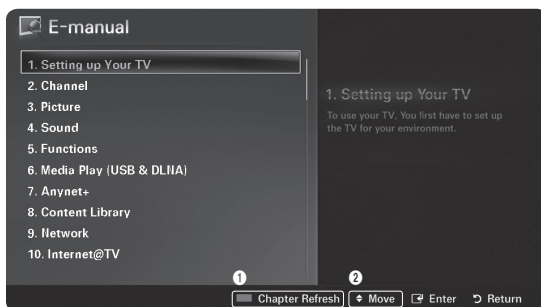 E-manual
1. Setting up Your TV
2. Channel
3. Picture
4. Sound
5. Functions
6. Media Play (USB & DLNA)
7. Anynet+
8. Content Library
9. Network
10. Internet@TV
1. Setting up Your TV
To use your TV, You first have to set up
the TV for your environment.
1 2
Chapter Refresh Move Enter Return